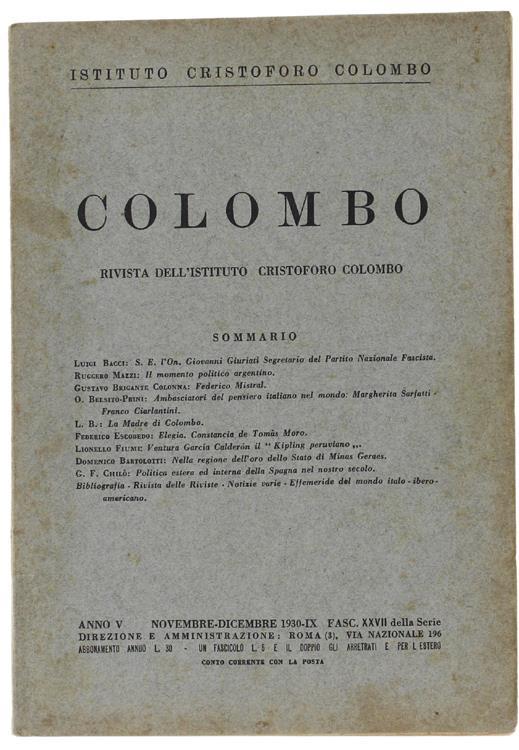 ISTITUTO CRISTOFORO COLOMBO
COLOMBO
RIVISTA DELL'ISTITUTO CRISTOFORO COLOMBO
SOMMARIO
LUIGI BACCI: S. E. l'On. Giovanni Giuriati Segretario del Partito Nazionale Fascista.
RUGGERO MAZZI: Il momento politico argentino.
GUSTAVO BRIGANTE COLONNA: Federico Mistral.
O. BELSITO-PRINI: Ambasciatori del pensiero italiano nel mondo: Margherita Sarfatti -
Franco Ciarlantini.
L. B.: La Madre di Colombo.
FEDERICO ESCOBEDO: Elegia. Constancia de Tomàs Moro.
LIONELLO FIUMI: Ventura Garcia Calderón il " Kipling peruviano „.
DOMENICO BARTOLOTTI: Nella regione dell'oro dello Stato di Minas Geraes.
G. F. CHILÒ: Politica estera ed interna della Spagna nel nostro secolo.
Bibliografia - Rivista delle Riviste - Notizie varie - Effemeride del mondo italo - ibero-
americano.
ANNO V NOVEMBRE-DICEMBRE 1930-IX FASC. XXVII della Serie
DIREZIONE E AMMINISTRAZIONE: ROMA (3), VIA NAZIONALE 196
ABBONAMENTO ANNUO L. 30 - UN FASCICOLO L. 5 E IL DOPPIO GLI ARRETRATI E PER L'ESTERO
CONTO CORRENTE CON LA POSTA